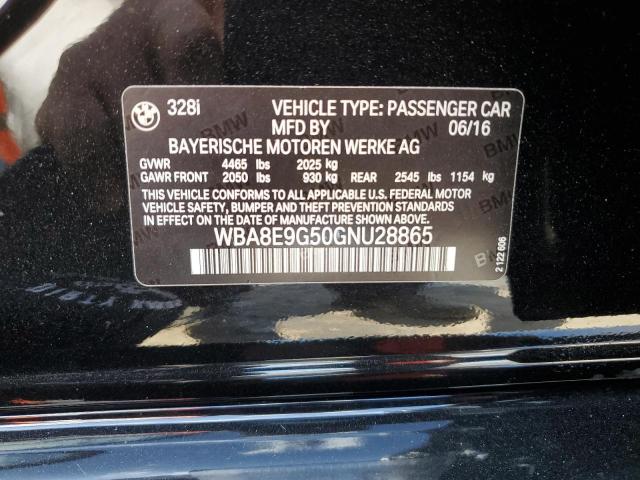 BMW 328i VEHICLE TYPE: PASSENGER CAR
MFD BY 06/16
BAYERISCHE MOTOREN WERKE AG
GVWR 4465 lbs 2025 kg
GAWR FRONT 2050 lbs 930 kg REAR 2545 lbs 1154 kg
THIS VEHICLE CONFORMS TO ALL APPLICABLE U.S. FEDERAL MOTOR
VEHICLE SAFETY, BUMPER AND THEFT PREVENTION STANDARDS IN
EFFECT ON THE DATE OF MANUFACTURE SHOWN ABOVE.
WBA8E9G50GNU28865
2 122 606